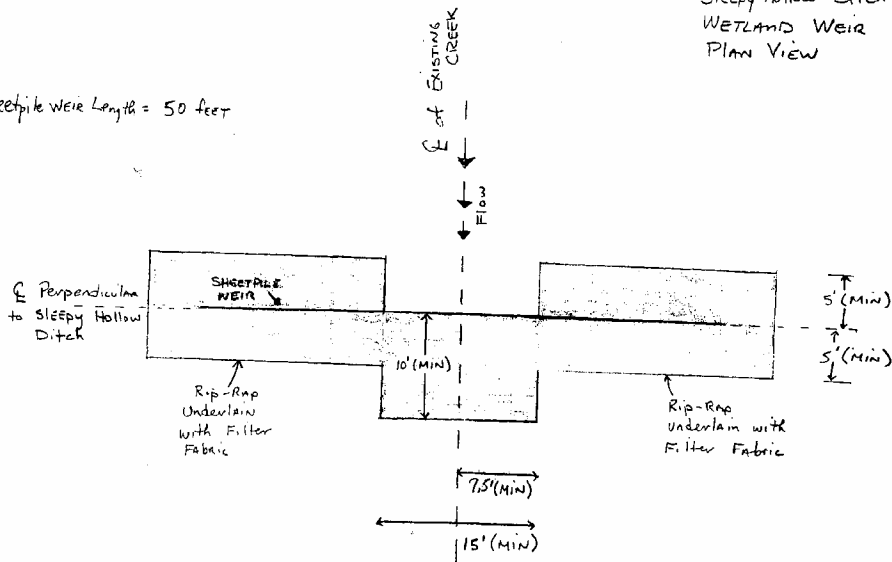 WETLAND WEIR
PLAN VIEW
℄ of EXISTING
CREEK
Weir Length = 50 feet
Flow
SHEETPILE
WEIR
℄ Perpendicular
to Sleepy Hollow
Ditch
5' (MIN)
5' (MIN)
10' (MIN)
Rip-Rap
Underlain
with Filter
Fabric
Rip-Rap
underlain with
Filter Fabric
7.5' (MIN)
15' (MIN)